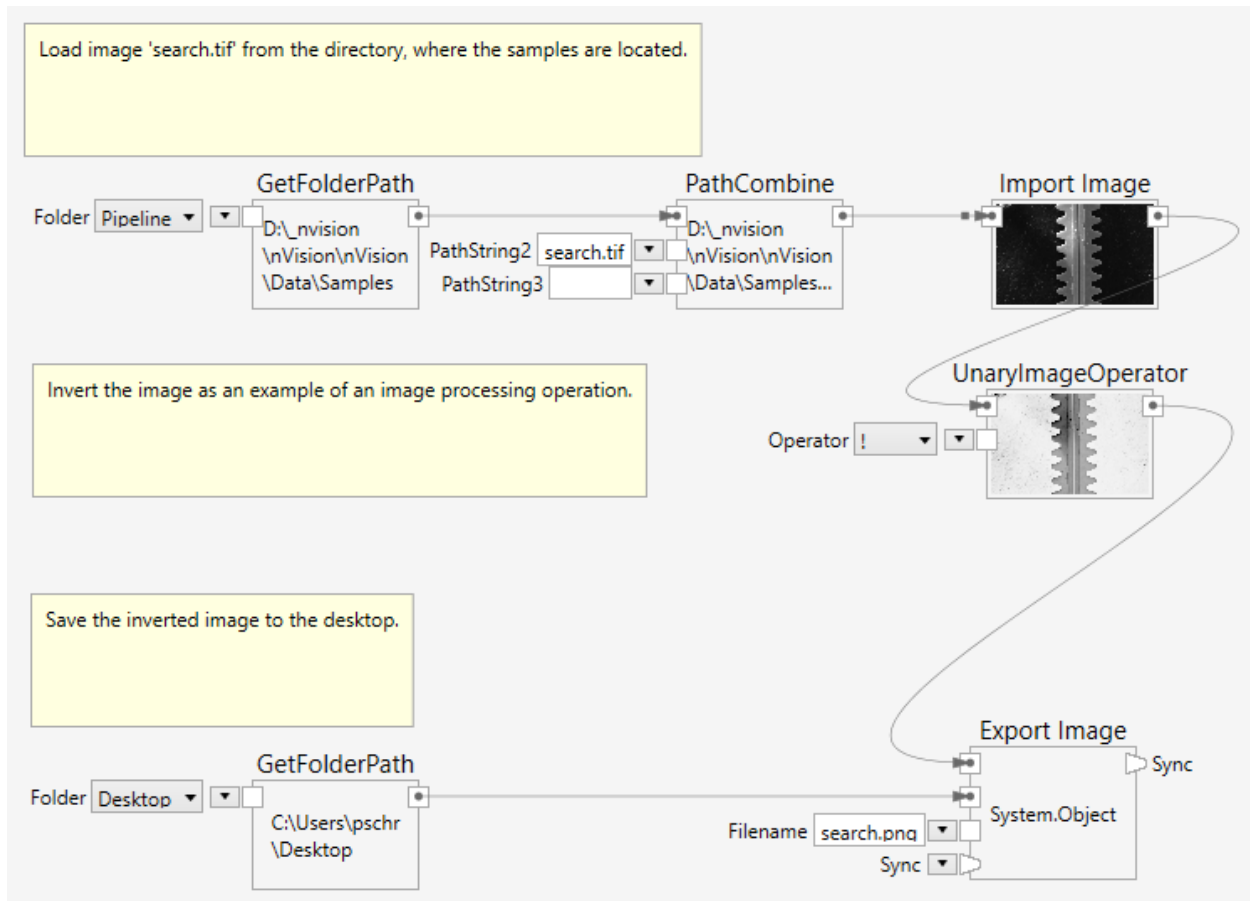 Load image 'search.tif' from the directory, where the samples are located.
GetFolderPath
PathCombine
Import Image
Folder Pipeline
D:\_nvision
\nVision\nVision
\Data\Samples
PathString2 search.tif
PathString3
D:\_nvision
\nVision\nVision
\Data\Samples...
Invert the image as an example of an image processing operation.
UnaryImageOperator
Operator !
Save the inverted image to the desktop.
GetFolderPath
Export Image
Folder Desktop
C:\Users\pschr
\Desktop
Sync
System.Object
Filename search.png
Sync